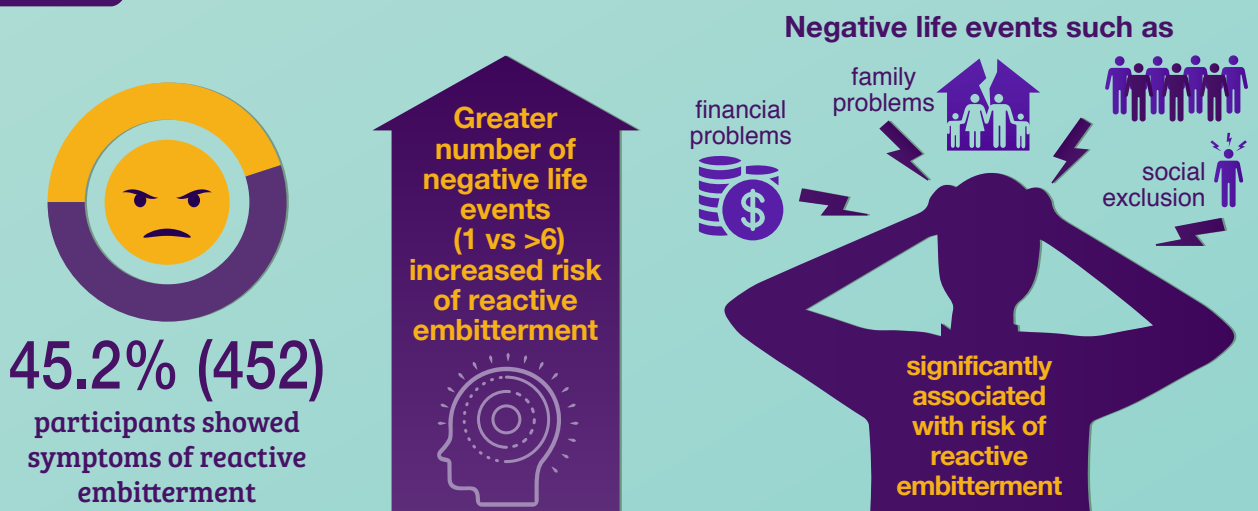 45.2% (452)
participants showed
symptoms of reactive
embitterment
Greater
number of
negative life
events
(1 vs >6)
increased risk
of reactive
embitterment
Negative life events such as
financial
problems
family
problems
social
exclusion
$
significantly
associated
with risk of
reactive
embitterment